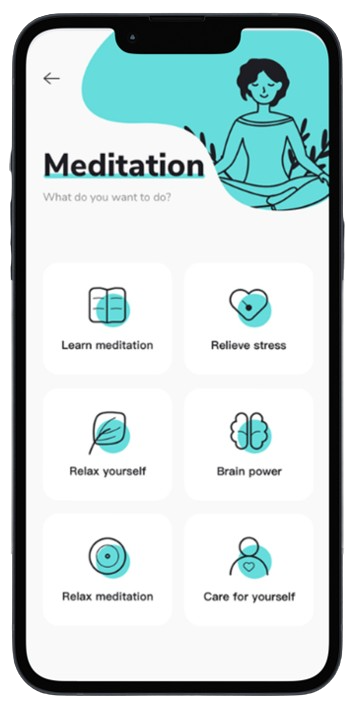 Meditation
What do you want to do?
Learn meditation
Relieve stress
Relax yourself
Brain power
Relax meditation
Care for yourself